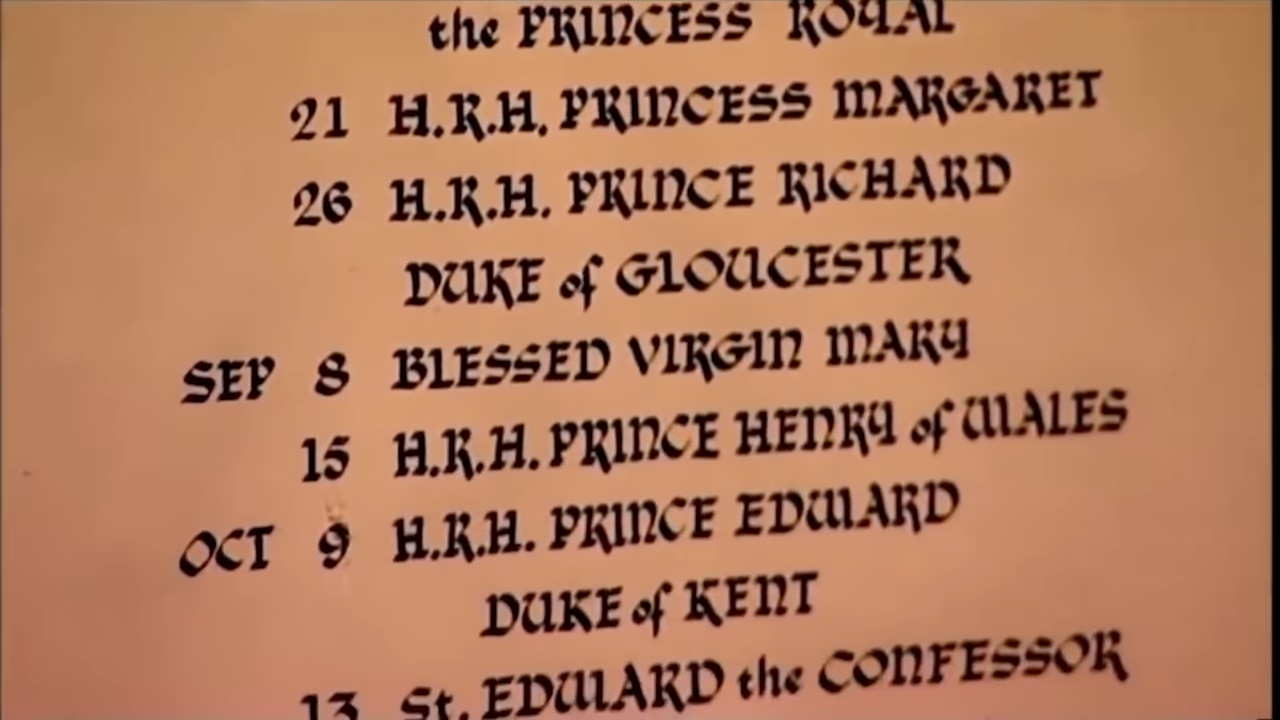 the PRINCESS ROYAL
21 H.R.H. PRINCESS MARGARET
26 H.R.H. PRINCE RICHARD
DUKE of GLOUCESTER
SEP 8 BLESSED VIRGIN MARY
15 H.R.H. PRINCE HENRY of WALES
OCT 9 H.R.H. PRINCE EDWARD
DUKE of KENT
13 St. EDWARD the CONFESSOR